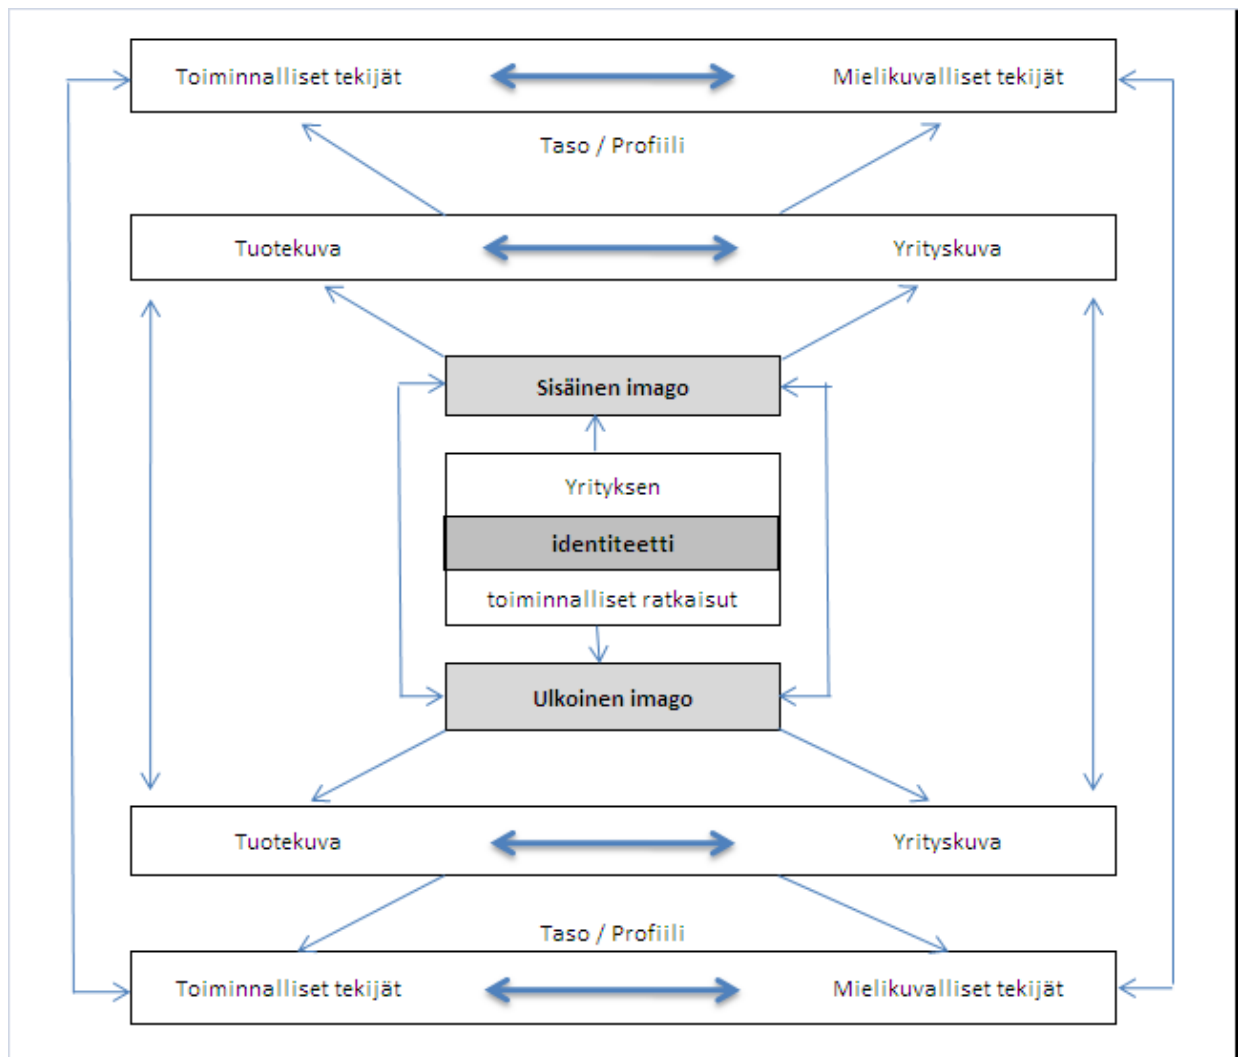 Toiminnalliset tekijät
Mielikuvalliset tekijät
Taso / Profiili
Tuotekuva
Yrityskuva
Sisäinen imago
Yrityksen
identiteetti
toiminnalliset ratkaisut
Ulkoinen imago
Tuotekuva
Yrityskuva
Taso / Profiili
Toiminnalliset tekijät
Mielikuvalliset tekijät